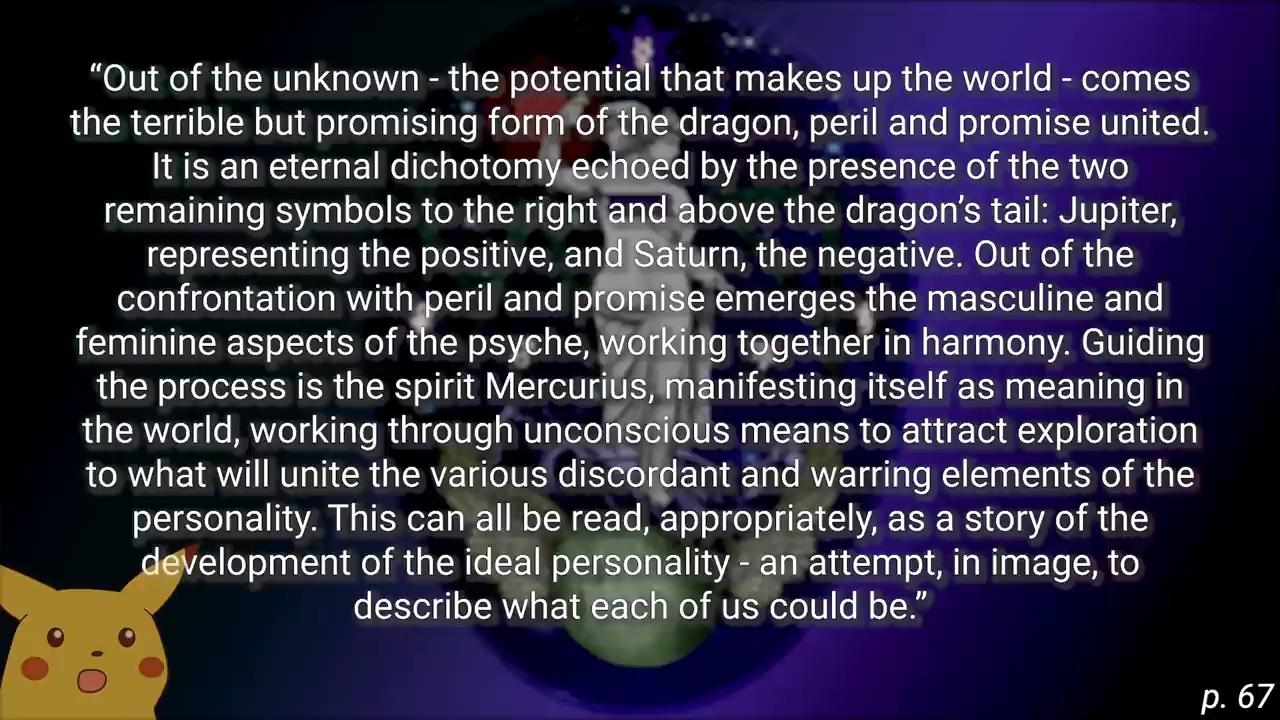 “Out of the unknown - the potential that makes up the world - comes
the terrible but promising form of the dragon, peril and promise united.
It is an eternal dichotomy echoed by the presence of the two
remaining symbols to the right and above the dragon’s tail: Jupiter,
representing the positive, and Saturn, the negative. Out of the
confrontation with peril and promise emerges the masculine and
feminine aspects of the psyche, working together in harmony. Guiding
the process is the spirit Mercurius, manifesting itself as meaning in
the world, working through unconscious means to attract exploration
to what will unite the various discordant and warring elements of the
personality. This can all be read, appropriately, as a story of the
development of the ideal personality - an attempt, in image, to
describe what each of us could be.”
p. 67